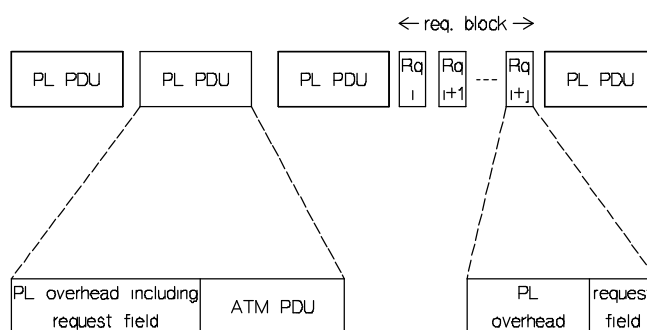 req. block
PL PDU
PL PDU
PL PDU
Rq
i
Rq
i+1
Rq
i+j
PL PDU
PL overhead including
request field
ATM PDU
PL
overhead
request
field